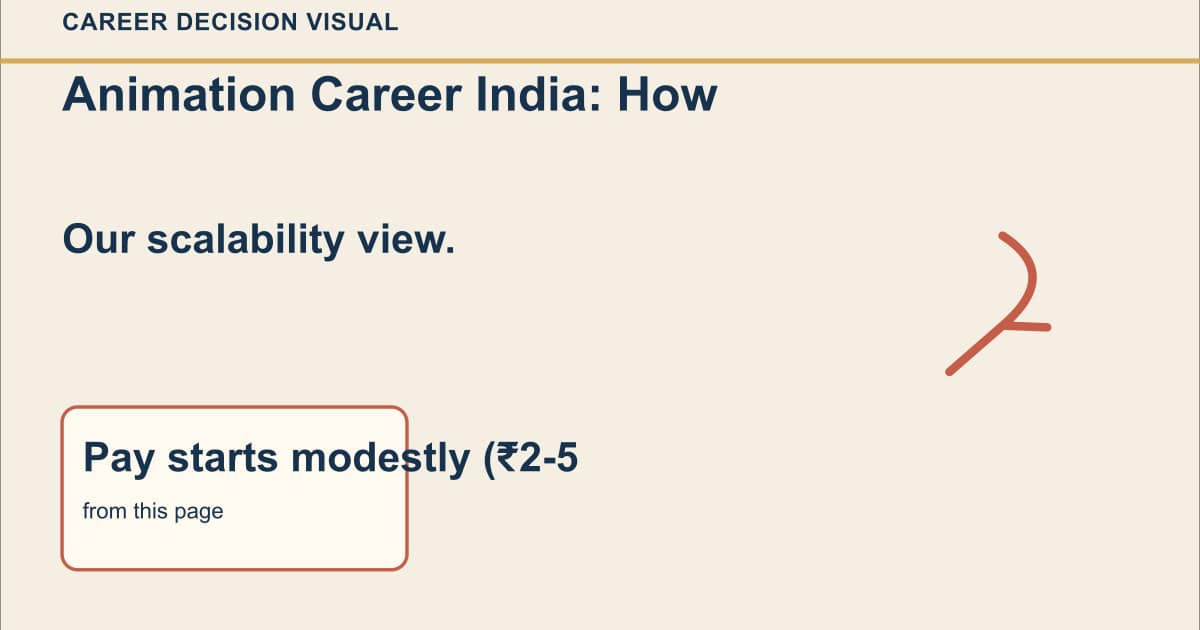 CAREER DECISION VISUAL
Animation Career India: How
Our scalability view.
Pay starts modestly (₹2-5
from this page